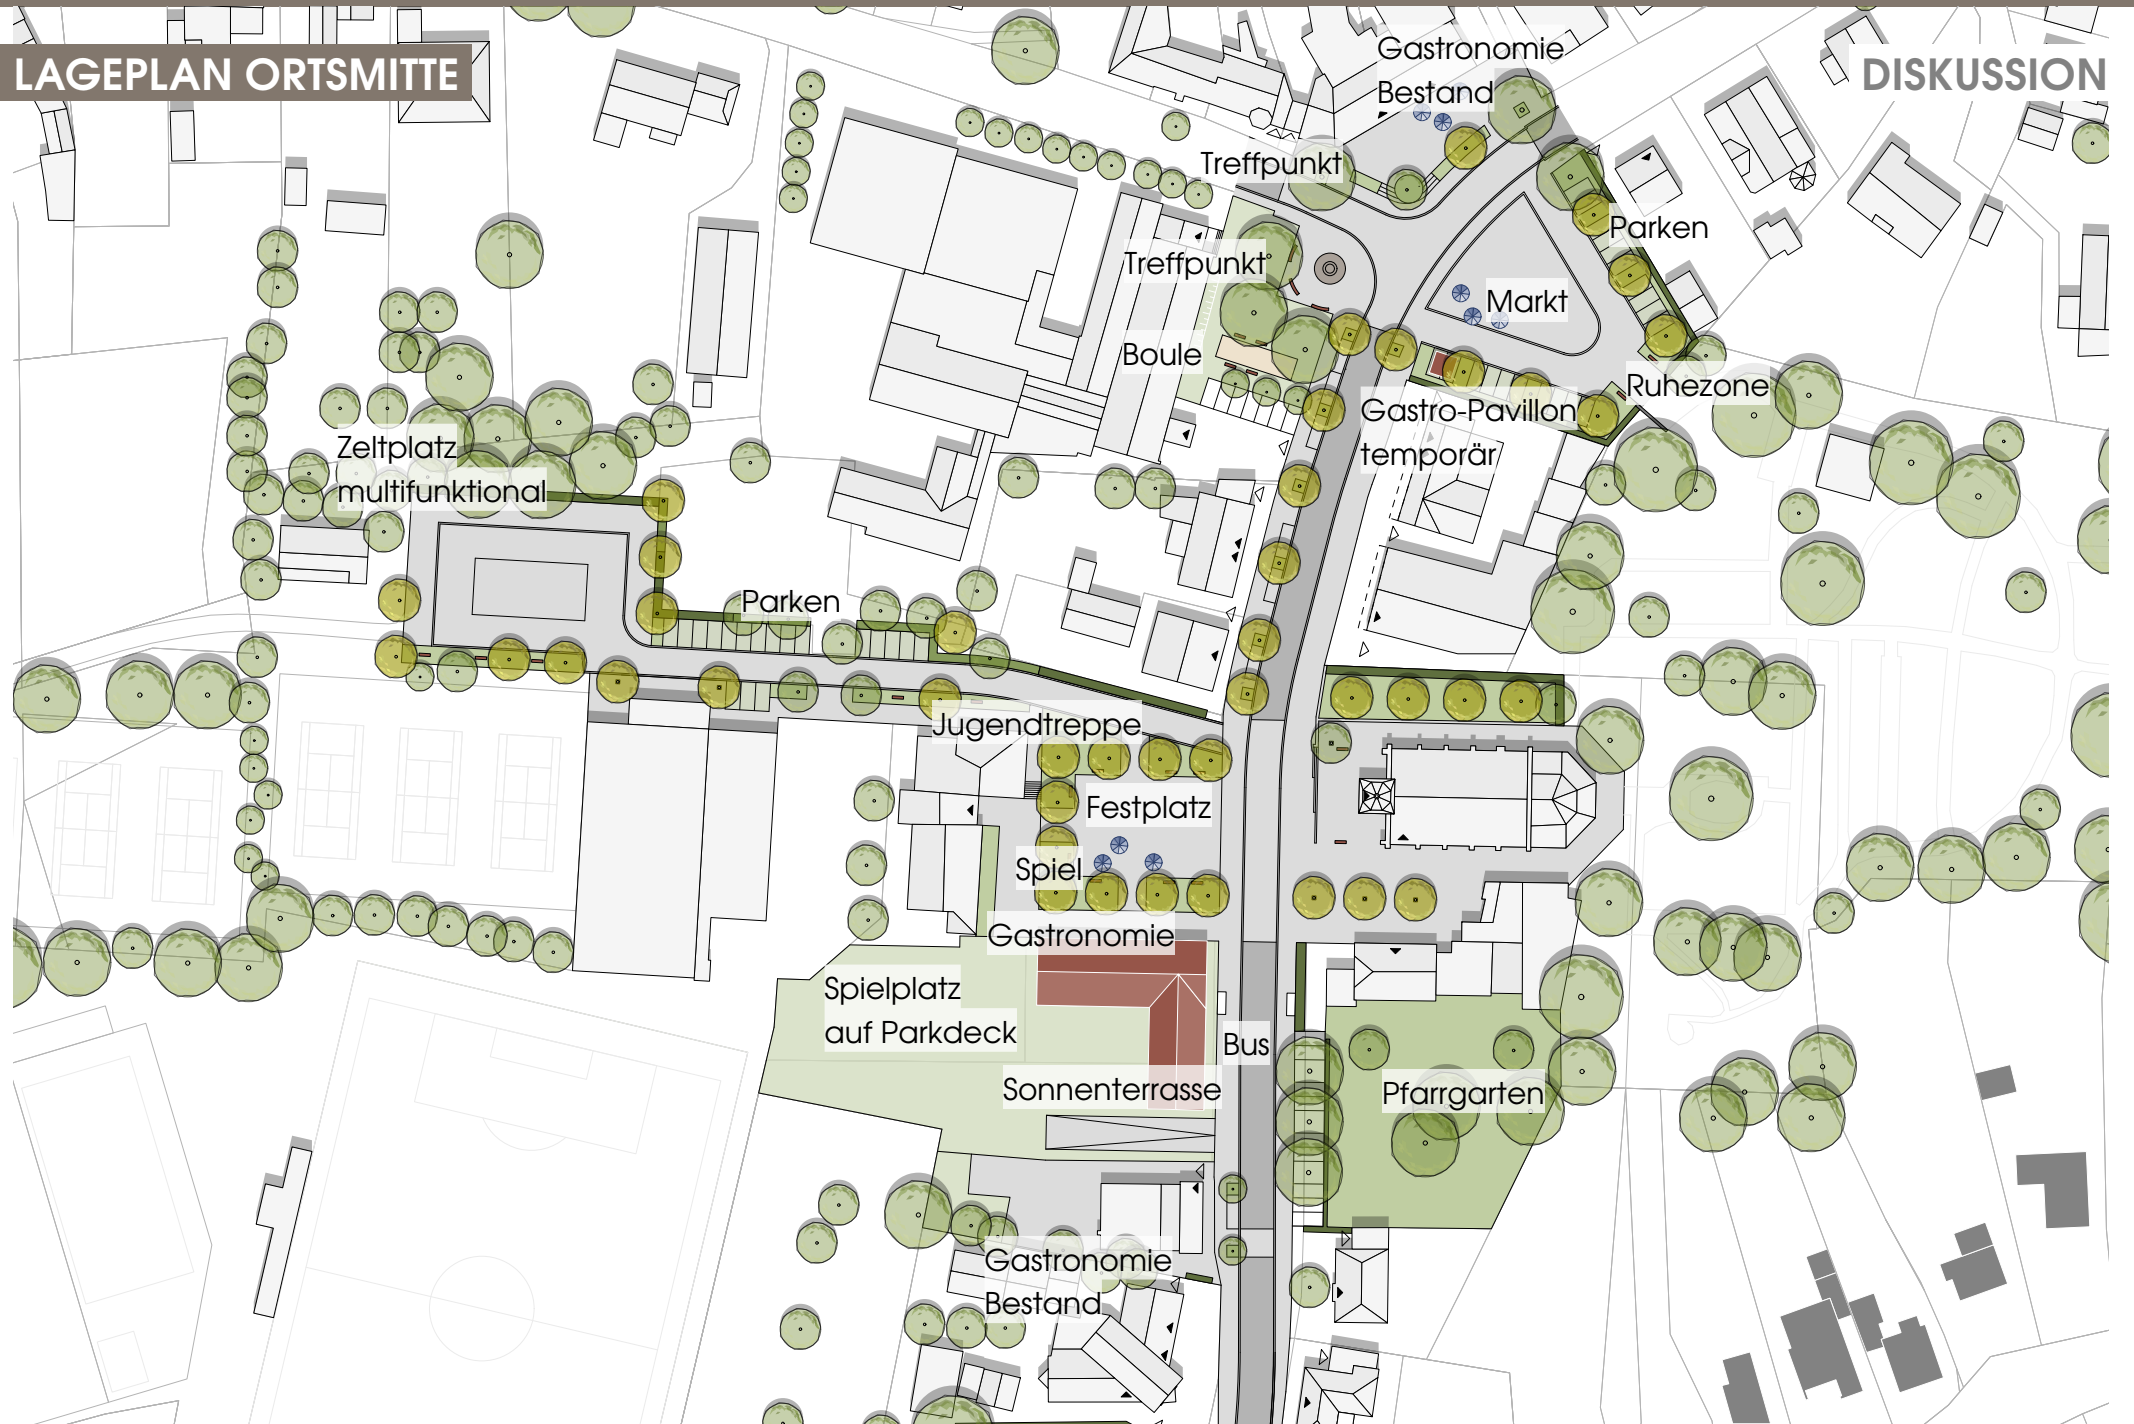 LAGEPLAN ORTSMITTE
DISKUSSION
Gastronomie
Bestand
Treffpunkt
Parken
Treffpunkt
Markt
Boule
Ruhezone
Gastro-Pavillon
temporär
Zeltplatz
multifunktional
Parken
Jugendtreppe
Festplatz
Spiel
Gastronomie
Spielplatz
auf Parkdeck
Bus
Sonnenterrasse
Pfarrgarten
Gastronomie
Bestand